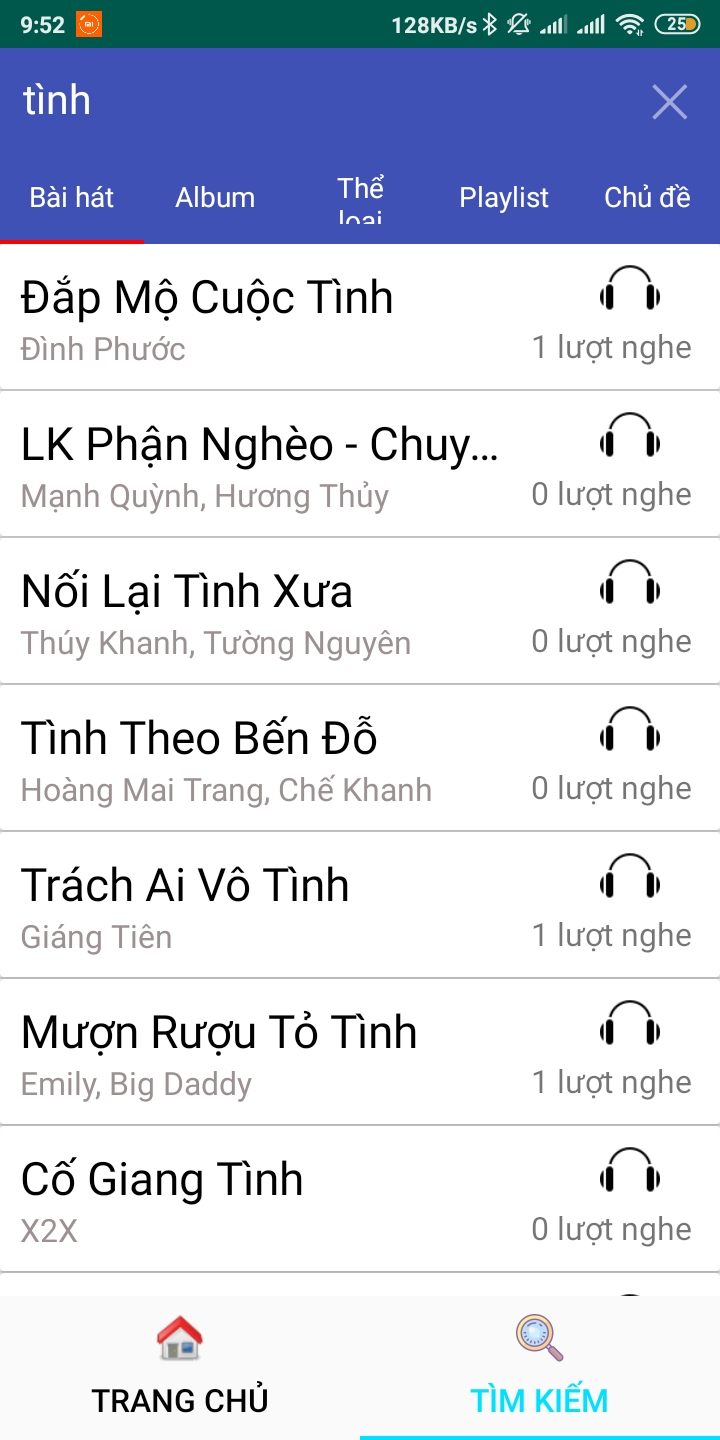 9:52 128KB/s 25
tình
Bài hát Album Thể loại Playlist Chủ đề
Đắp Mộ Cuộc Tình
Đình Phước 1 lượt nghe
LK Phận Nghèo - Chuy...
Mạnh Quỳnh, Hương Thủy 0 lượt nghe
Nối Lại Tình Xưa
Thúy Khanh, Tường Nguyên 0 lượt nghe
Tình Theo Bến Đỗ
Hoàng Mai Trang, Chế Khanh 0 lượt nghe
Trách Ai Vô Tình
Giáng Tiên 1 lượt nghe
Mượn Rượu Tỏ Tình
Emily, Big Daddy 1 lượt nghe
Cố Giang Tình
X2X 0 lượt nghe
TRANG CHỦ TÌM KIẾM